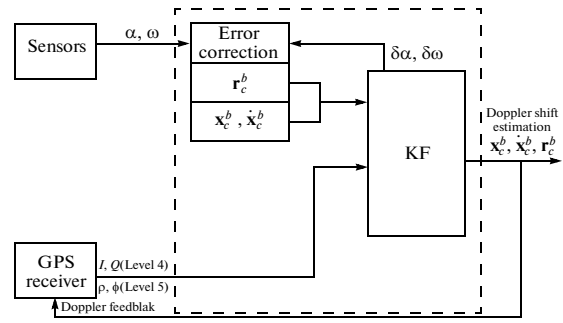 Sensors
α, ω
Error
correction
r_c^b
x_c^b , ẋ_c^b
δα, δω
KF
Doppler shift
estimation
x_c^b, ẋ_c^b, r_c^b
GPS
receiver
I, Q(Level 4)
ρ, ϕ(Level 5)
Doppler feedblak